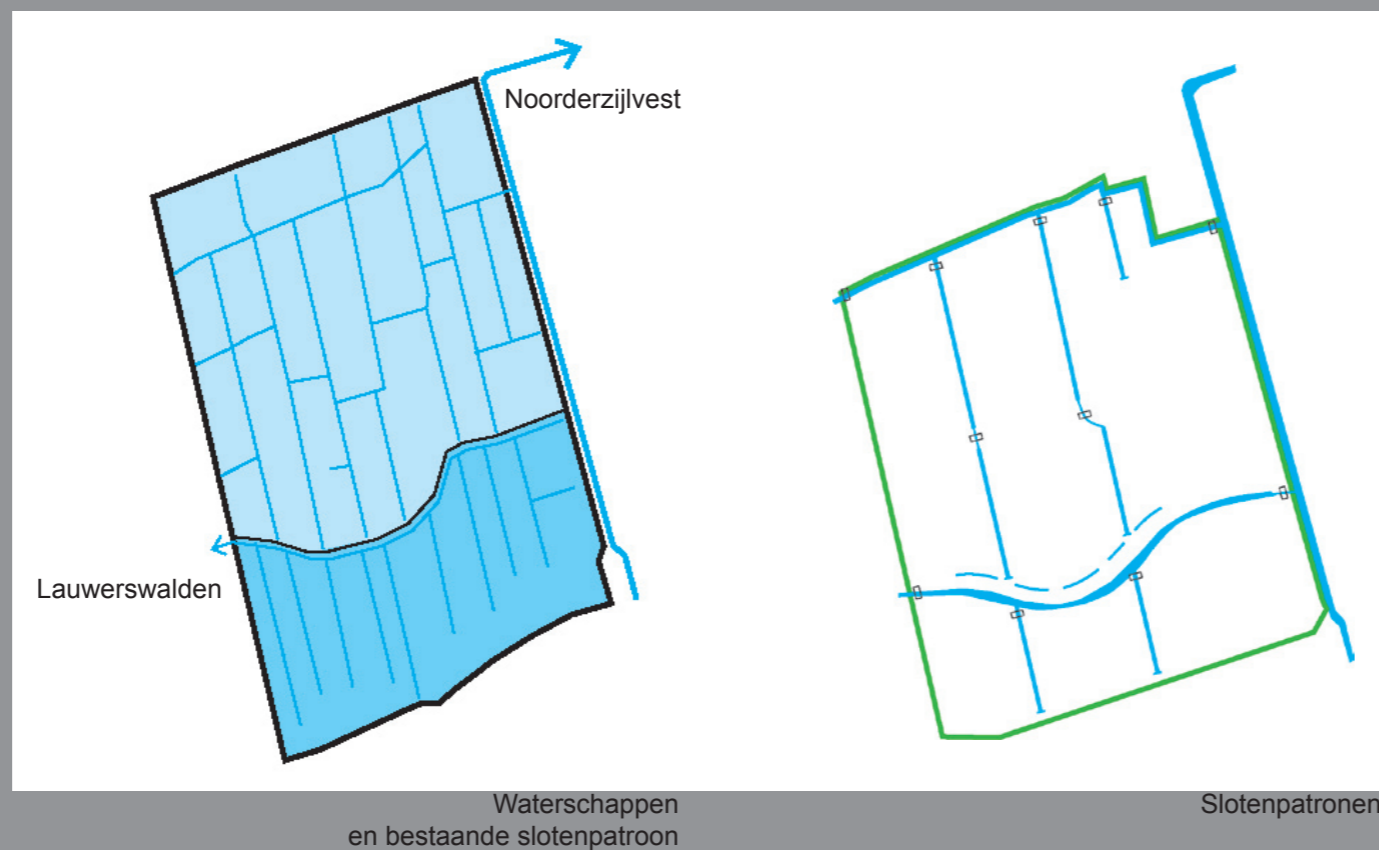 Noorderzijlvest
Lauwerswalden
Waterschappen
en bestaande slotenpatroon
Slotenpatronen